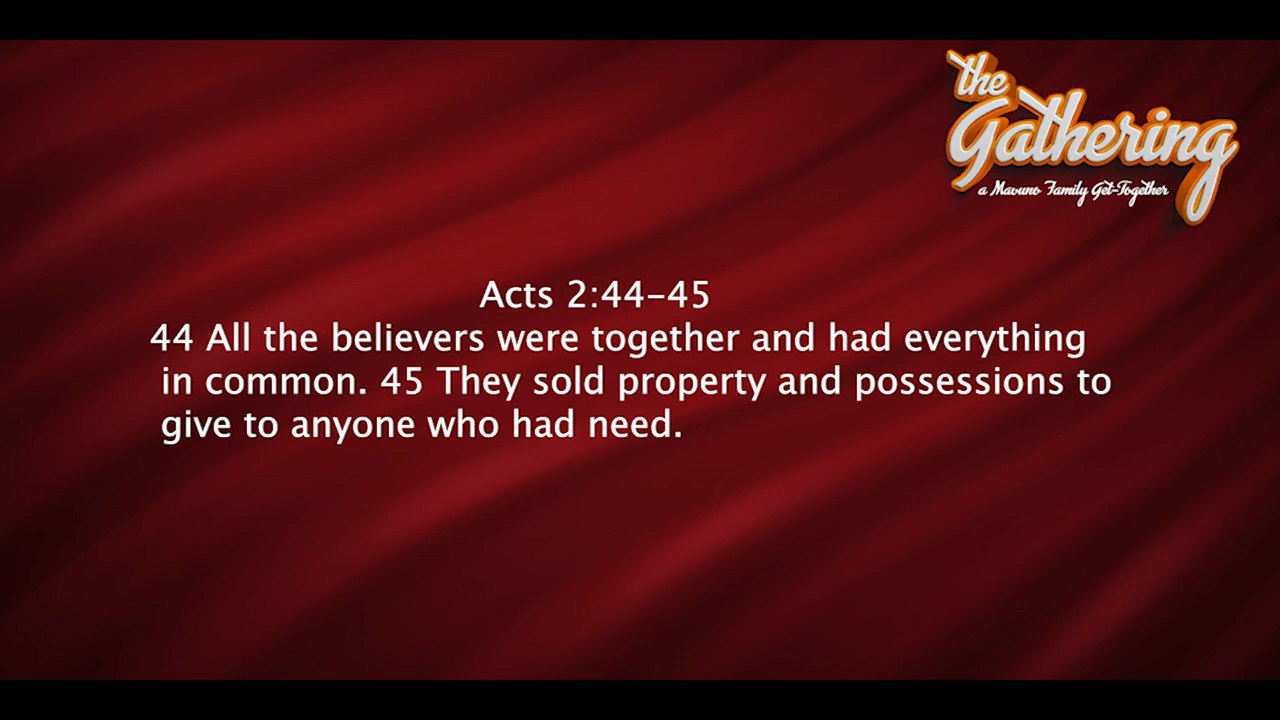 the
Gathering
a Mavuno Family Get-Together
Acts 2:44-45
44 All the believers were together and had everything
in common. 45 They sold property and possessions to
give to anyone who had need.